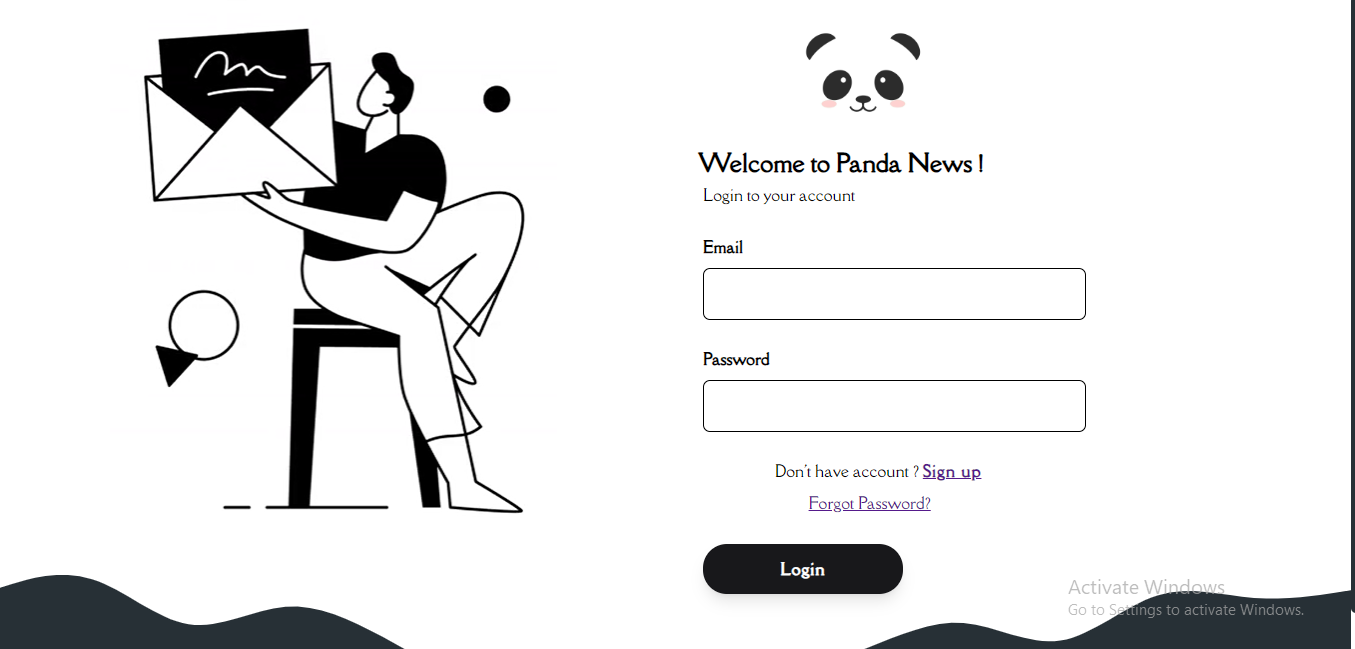 Welcome to Panda News !
Login to your account
Email
Password
Don't have account ? Sign up
Forgot Password?
Login
Activate Windows
Go to Settings to activate Windows.